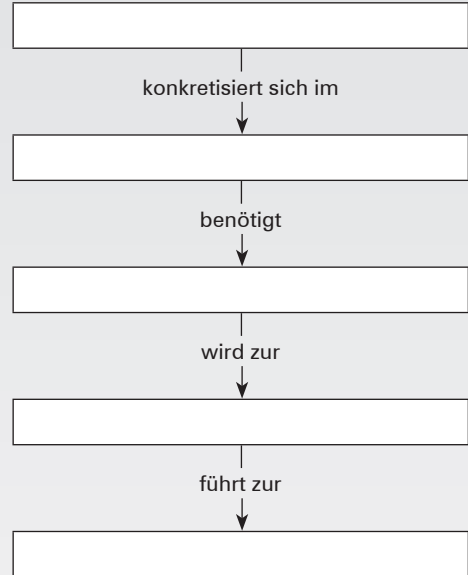 konkretisiert sich im
benötigt
wird zur
führt zur